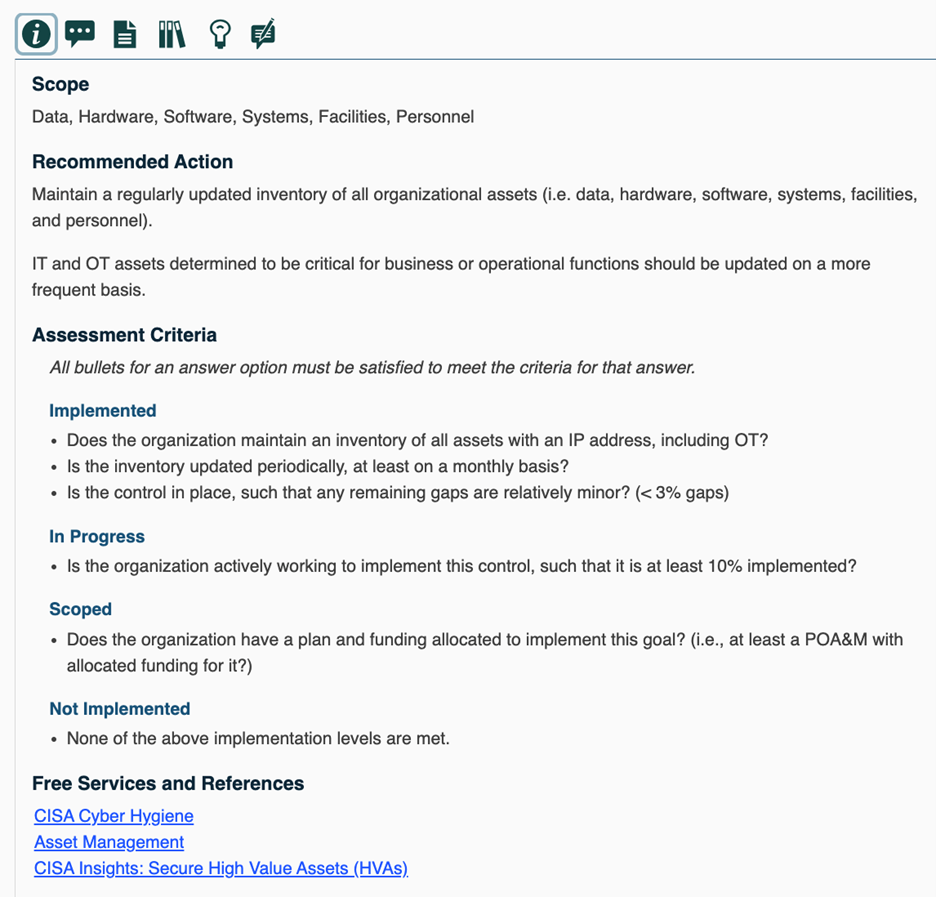 Scope
Data, Hardware, Software, Systems, Facilities, Personnel
Recommended Action
Maintain a regularly updated inventory of all organizational assets (i.e. data, hardware, software, systems, facilities,
and personnel).
IT and OT assets determined to be critical for business or operational functions should be updated on a more
frequent basis.
Assessment Criteria
All bullets for an answer option must be satisfied to meet the criteria for that answer.
Implemented
• Does the organization maintain an inventory of all assets with an IP address, including OT?
• Is the inventory updated periodically, at least on a monthly basis?
• Is the control in place, such that any remaining gaps are relatively minor? (< 3% gaps)
In Progress
• Is the organization actively working to implement this control, such that it is at least 10% implemented?
Scoped
• Does the organization have a plan and funding allocated to implement this goal? (i.e., at least a POA&M with
allocated funding for it?)
Not Implemented
• None of the above implementation levels are met.
Free Services and References
CISA Cyber Hygiene
Asset Management
CISA Insights: Secure High Value Assets (HVAs)